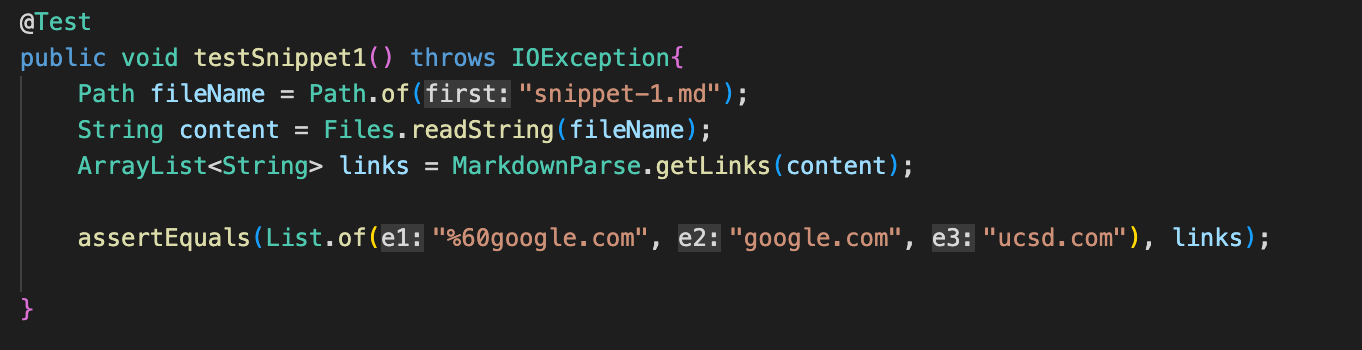 @Test
public void testSnippet1() throws IOException{
Path fileName = Path.of(first: "snippet-1.md");
String content = Files.readString(fileName);
ArrayList<String> links = MarkdownParse.getLinks(content);
assertEquals(List.of(e1: "%60google.com", e2: "google.com", e3: "ucsd.com"), links);
}